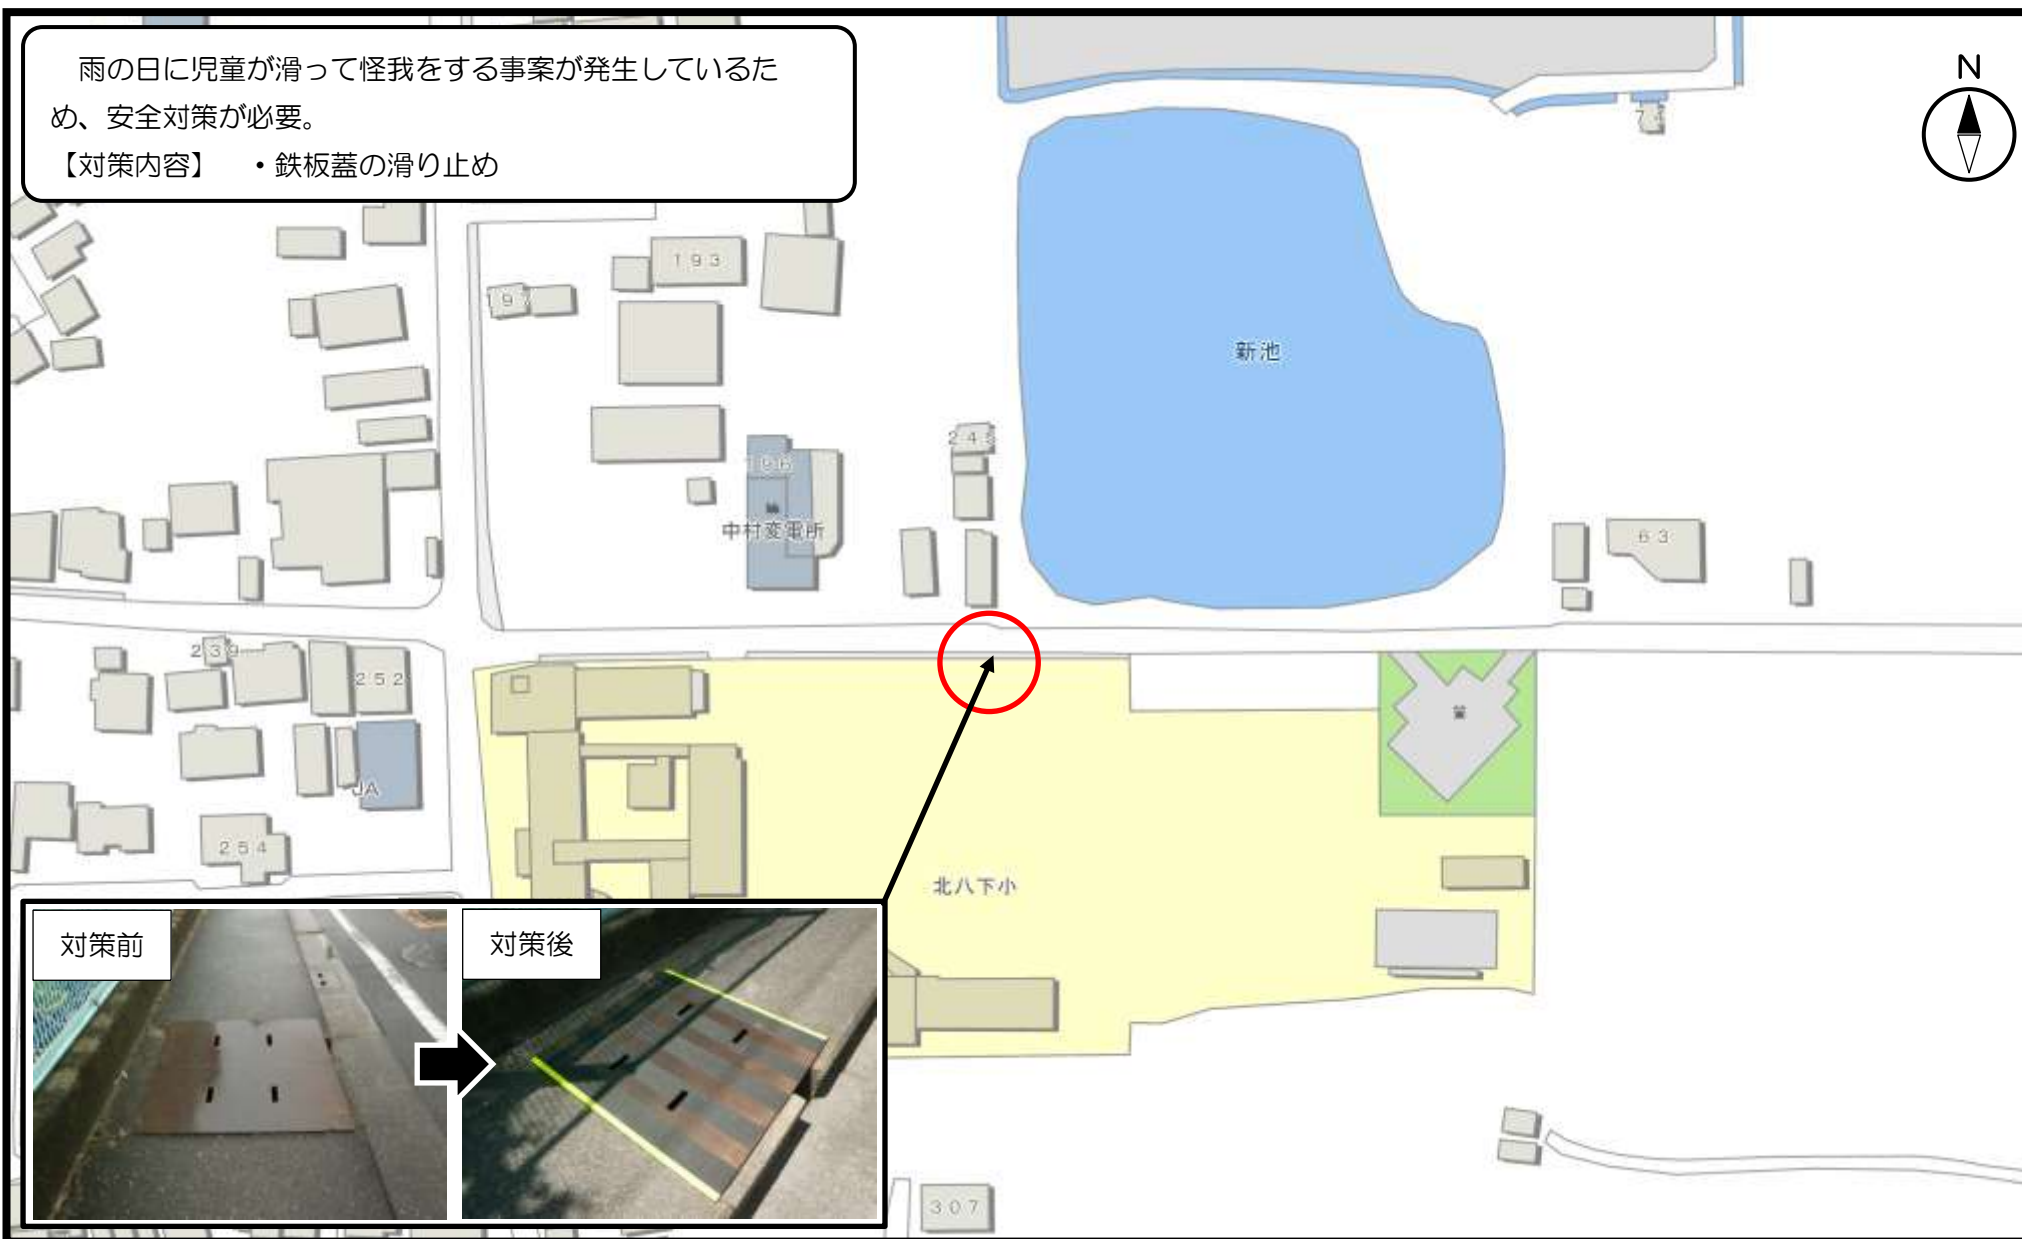 雨の日に児童が滑って怪我をする事案が発生しているた
め、安全対策が必要。
【対策内容】　・鉄板蓋の滑り止め
N
193
新池
196
中村変電所
63
239
252
JA
254
北八下小
対策前
対策後
307